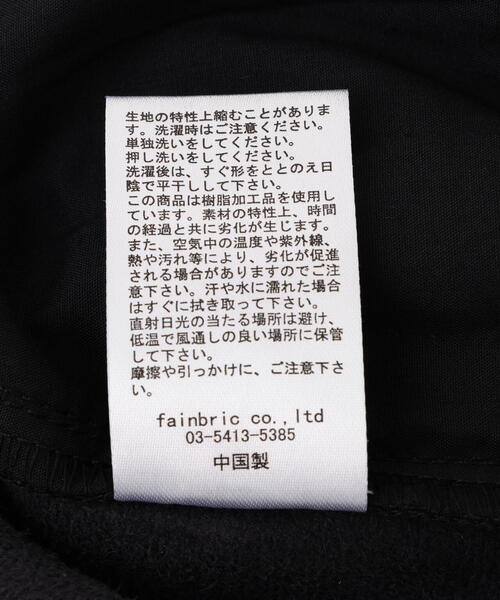 生地の特性上縮むことがありま
す。洗濯時はご注意ください。
単独洗いをしてください。
押し洗いをしてください。
洗濯後は、すぐ形をととのえ日
陰で平干しして下さい。
この商品は樹脂加工品を使用し
ています。素材の特性上、時間
の経過と共に劣化が生じます。
また、空気中の温度や紫外線、
熱や汚れ等により、劣化が促進
される場合がありますのでご注
意下さい。汗や水に濡れた場合
はすぐに拭き取って下さい。
直射日光の当たる場所は避け、
低温で風通しの良い場所に保管
して下さい。
摩擦や引っかけに、ご注意下さ
い。
fainbric co.,ltd
03-5413-5385
中国製